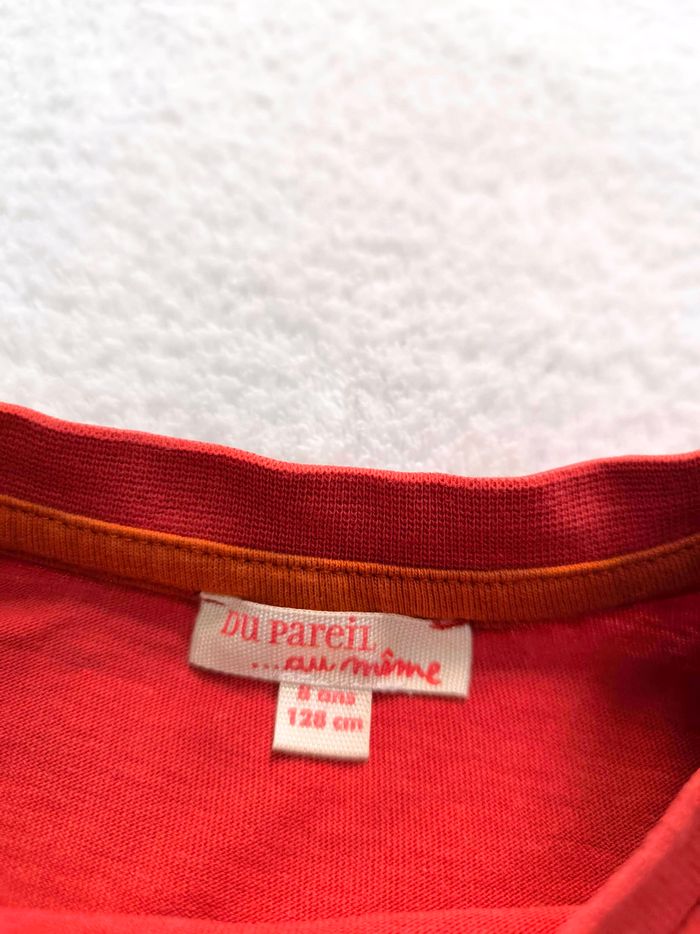 DU PAREIL
...au même
8 ans
128 cm